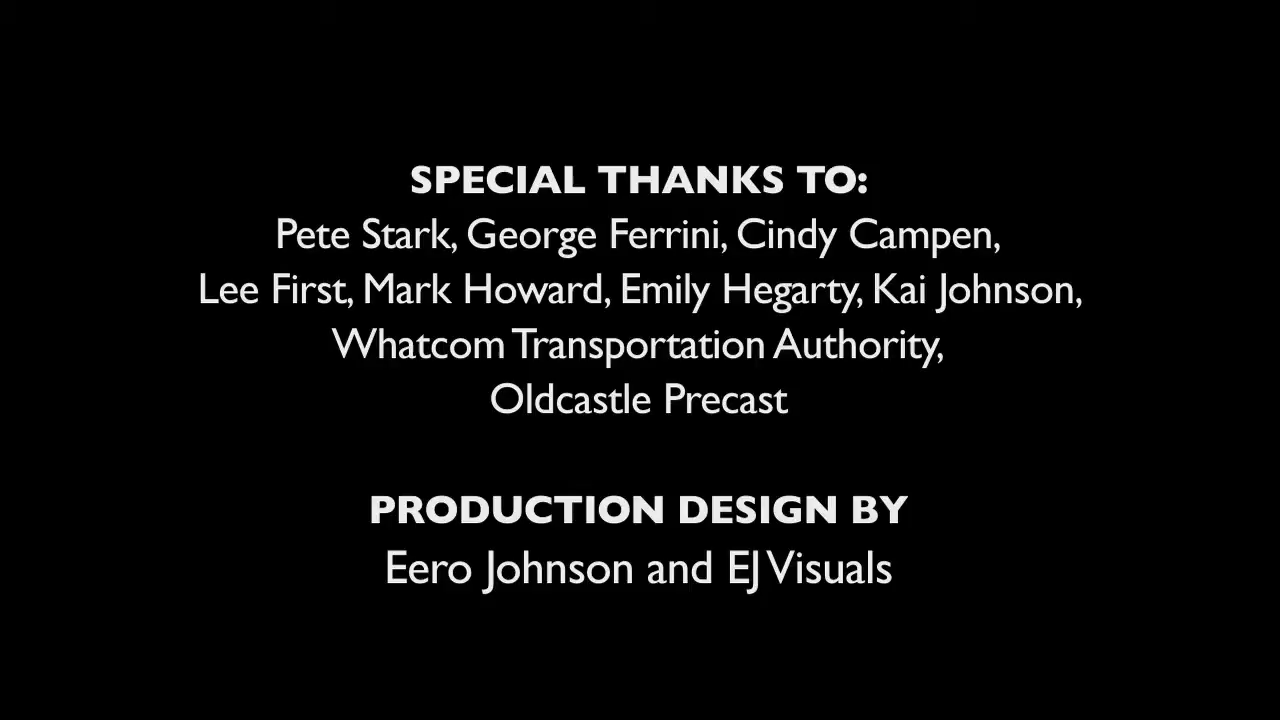 SPECIAL THANKS TO:
Pete Stark, George Ferrini, Cindy Campen,
Lee First, Mark Howard, Emily Hegarty, Kai Johnson,
Whatcom Transportation Authority,
Oldcastle Precast
PRODUCTION DESIGN BY
Eero Johnson and EJ Visuals